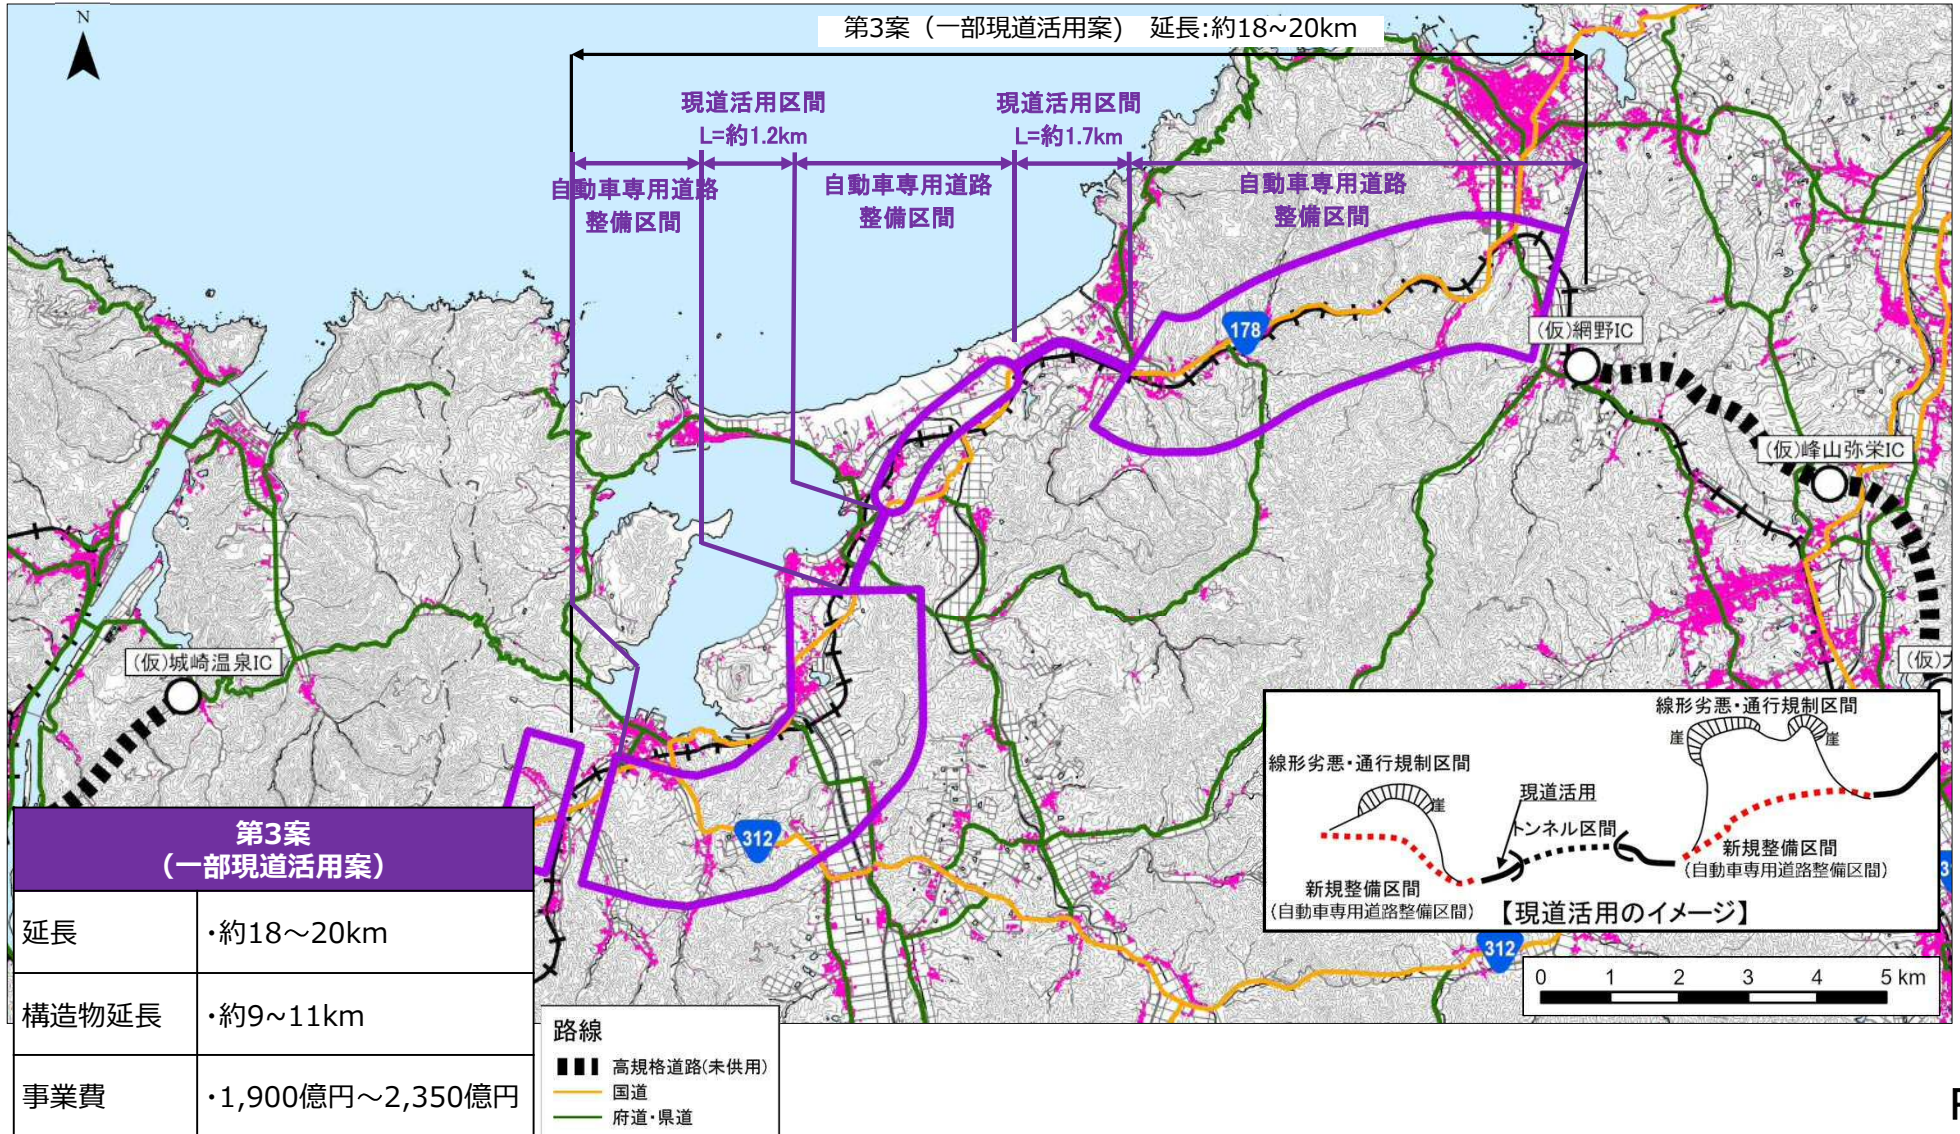 N
第3案（一部現道活用案)　延長:約18~20km
現道活用区間
L=約1.2km
現道活用区間
L=約1.7km
自動車専用道路
整備区間
自動車専用道路
整備区間
自動車専用道路
整備区間
178
(仮)網野IC
(仮)峰山弥栄IC
(仮)城崎温泉IC
(仮)大
312
線形劣悪・通行規制区間
崖
崖
線形劣悪・通行規制区間
崖
現道活用
トンネル区間
新規整備区間
(自動車専用道路整備区間)
新規整備区間
(自動車専用道路整備区間)
【現道活用のイメージ】
312
0 1 2 3 4 5 km
第3案
（一部現道活用案）
延長 ・約18～20km
構造物延長 ・約9~11km
事業費 ・1,900億円～2,350億円
路線
高規格道路(未供用)
国道
府道・県道